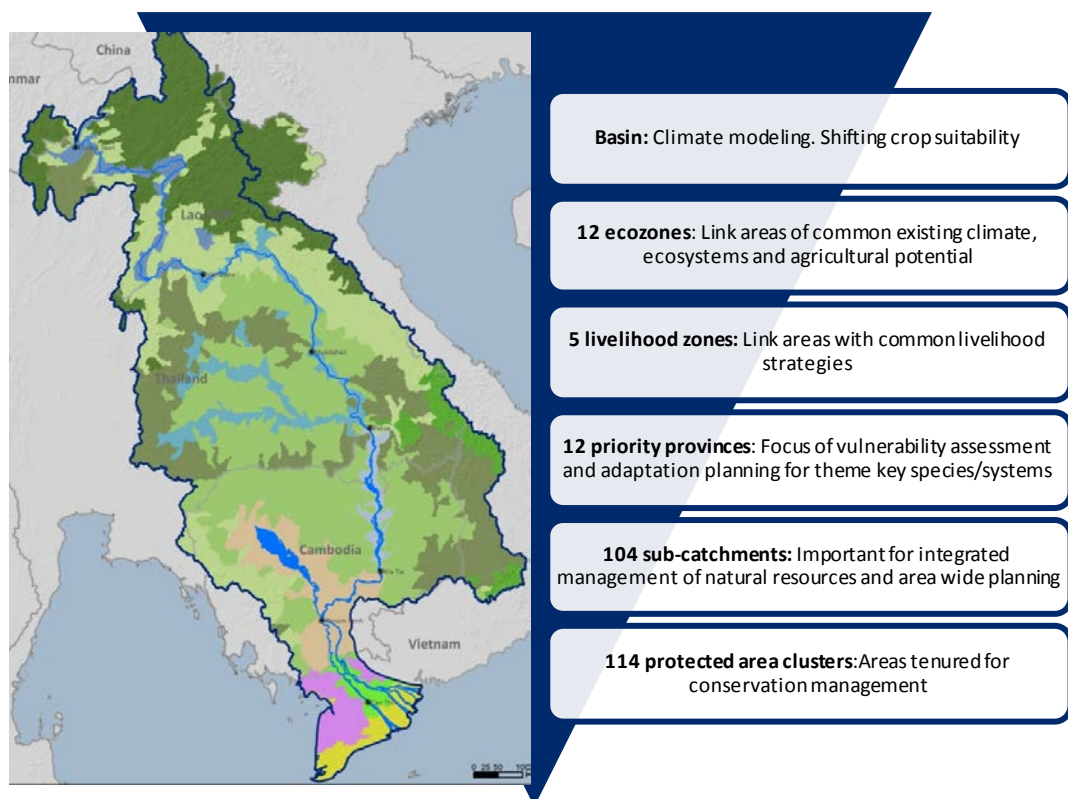 China
nmar
Lao
Thailand
Cambodia
Vietnam
0 25 50 100
Basin: Climate modeling. Shifting crop suitability
12 ecozones: Link areas of common existing climate,
ecosystems and agricultural potential
5 livelihood zones: Link areas with common livelihood
strategies
12 priority provinces: Focus of vulnerability assessment
and adaptation planning for theme key species/systems
104 sub-catchments: Important for integrated
management of natural resources and area wide planning
114 protected area clusters:Areas tenured for
conservation management